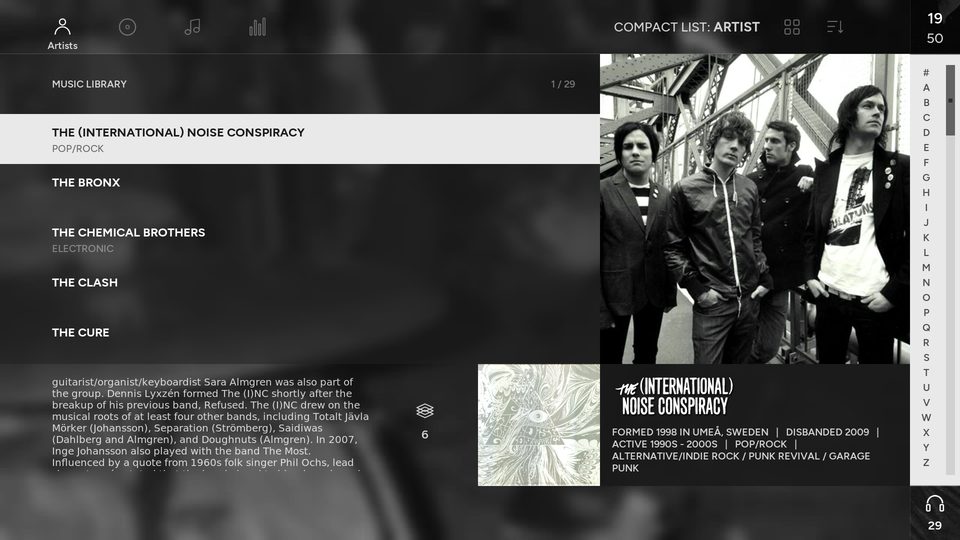 Artists
COMPACT LIST: ARTIST
19
50
MUSIC LIBRARY
1 / 29
THE (INTERNATIONAL) NOISE CONSPIRACY
POP/ROCK
THE BRONX
THE CHEMICAL BROTHERS
ELECTRONIC
THE CLASH
THE CURE
guitarist/organist/keyboardist Sara Almgren was also part of
the group. Dennis Lyxzén formed The (I)NC shortly after the
breakup of his previous band, Refused. The (I)NC drew on the
musical roots of at least four other bands, including Totalt Jävla
Mörker (Johansson), Separation (Strömberg), Saidiwas
(Dahlberg and Almgren), and Doughnuts (Almgren). In 2007,
Inge Johansson also played with the band The Most.
Influenced by a quote from 1960s folk singer Phil Ochs, lead
6
THE (INTERNATIONAL)
NOISE CONSPIRACY
FORMED 1998 IN UMEÅ, SWEDEN | DISBANDED 2009 |
ACTIVE 1990S - 2000S | POP/ROCK |
ALTERNATIVE/INDIE ROCK / PUNK REVIVAL / GARAGE
PUNK
#
A
B
C
D
E
F
G
H
I
J
K
L
M
N
O
P
Q
R
S
T
U
V
W
X
Y
Z
29